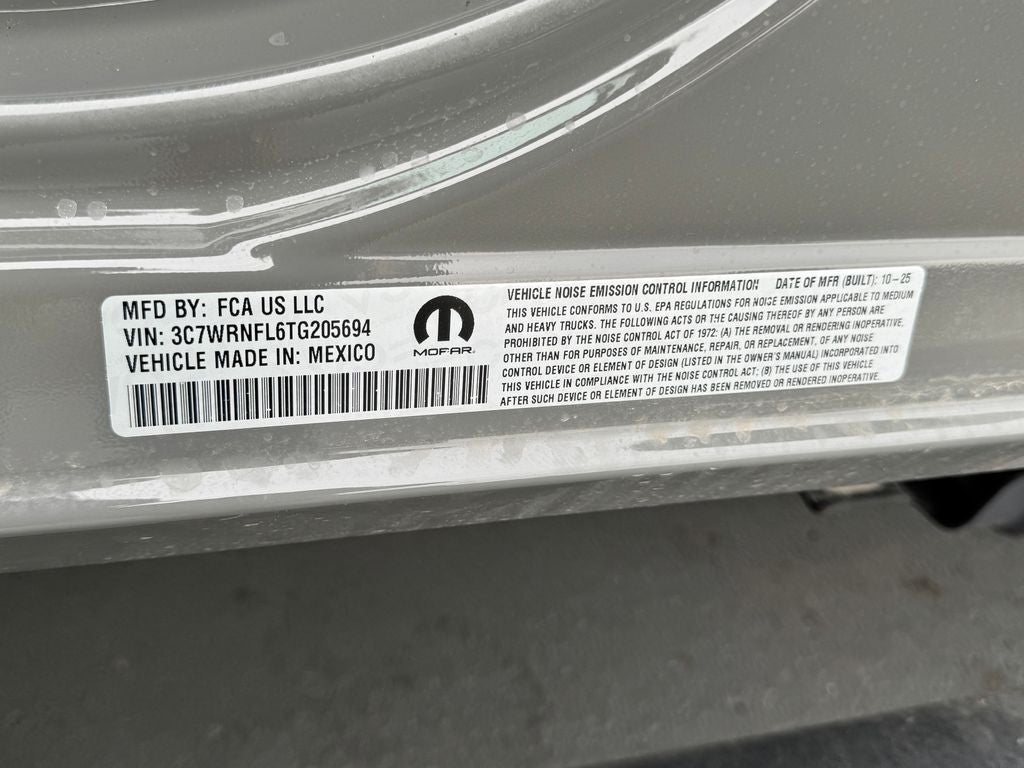 MFD BY: FCA US LLC
VIN: 3C7WRNFL6TG205694
VEHICLE MADE IN: MEXICO
MOPAR
VEHICLE NOISE EMISSION CONTROL INFORMATION DATE OF MFR (BUILT): 10-25
THIS VEHICLE CONFORMS TO U.S. EPA REGULATIONS FOR NOISE EMISSION APPLICABLE TO MEDIUM
AND HEAVY TRUCKS. THE FOLLOWING ACTS OR THE CAUSING THEREOF BY ANY PERSON ARE
PROHIBITED BY THE NOISE CONTROL ACT OF 1972: (A) THE REMOVAL OR RENDERING INOPERATIVE,
OTHER THAN FOR PURPOSES OF MAINTENANCE, REPAIR, OR REPLACEMENT, OF ANY NOISE
CONTROL DEVICE OR ELEMENT OF DESIGN (LISTED IN THE OWNER'S MANUAL) INCORPORATED INTO
THIS VEHICLE IN COMPLIANCE WITH THE NOISE CONTROL ACT; (B) THE USE OF THIS VEHICLE
AFTER SUCH DEVICE OR ELEMENT OF DESIGN HAS BEEN REMOVED OR RENDERED INOPERATIVE.